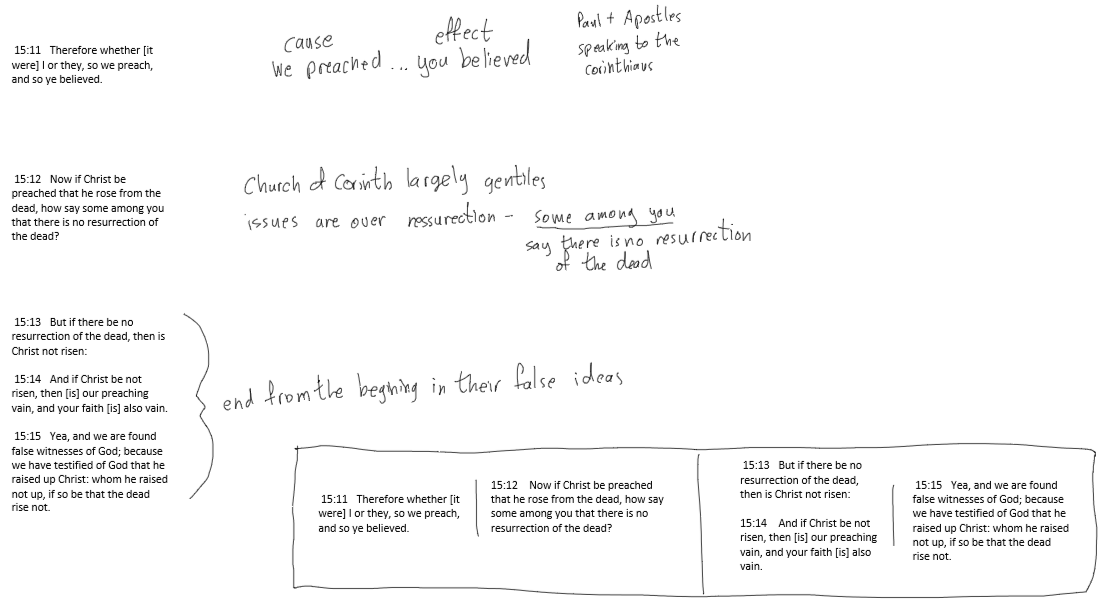 15:11 Therefore whether [it
were] I or they, so we preach,
and so ye believed.
cause effect
We preached ... you believed
Paul + Apostles
speaking to the
corinthians
15:12 Now if Christ be
preached that he rose from the
dead, how say some among you
that there is no resurrection of
the dead?
Church of Corinth largely gentiles
issues are over ressurection - some among you
say there is no resurrection
of the dead
15:13 But if there be no
resurrection of the dead, then is
Christ not risen:
15:14 And if Christ be not
risen, then [is] our preaching
vain, and your faith [is] also vain.
15:15 Yea, and we are found
false witnesses of God; because
we have testified of God that he
raised up Christ: whom he raised
not up, if so be that the dead
rise not.
end from the begining in their false ideas
15:11 Therefore whether [it
were] I or they, so we preach,
and so ye believed.
15:12 Now if Christ be preached
that he rose from the dead, how say
some among you that there is no
resurrection of the dead?
15:13 But if there be no
resurrection of the dead,
then is Christ not risen:
15:14 And if Christ be not
risen, then [is] our preaching
vain, and your faith [is] also
vain.
15:15 Yea, and we are found
false witnesses of God; because
we have testified of God that he
raised up Christ: whom he raised
not up, if so be that the dead
rise not.